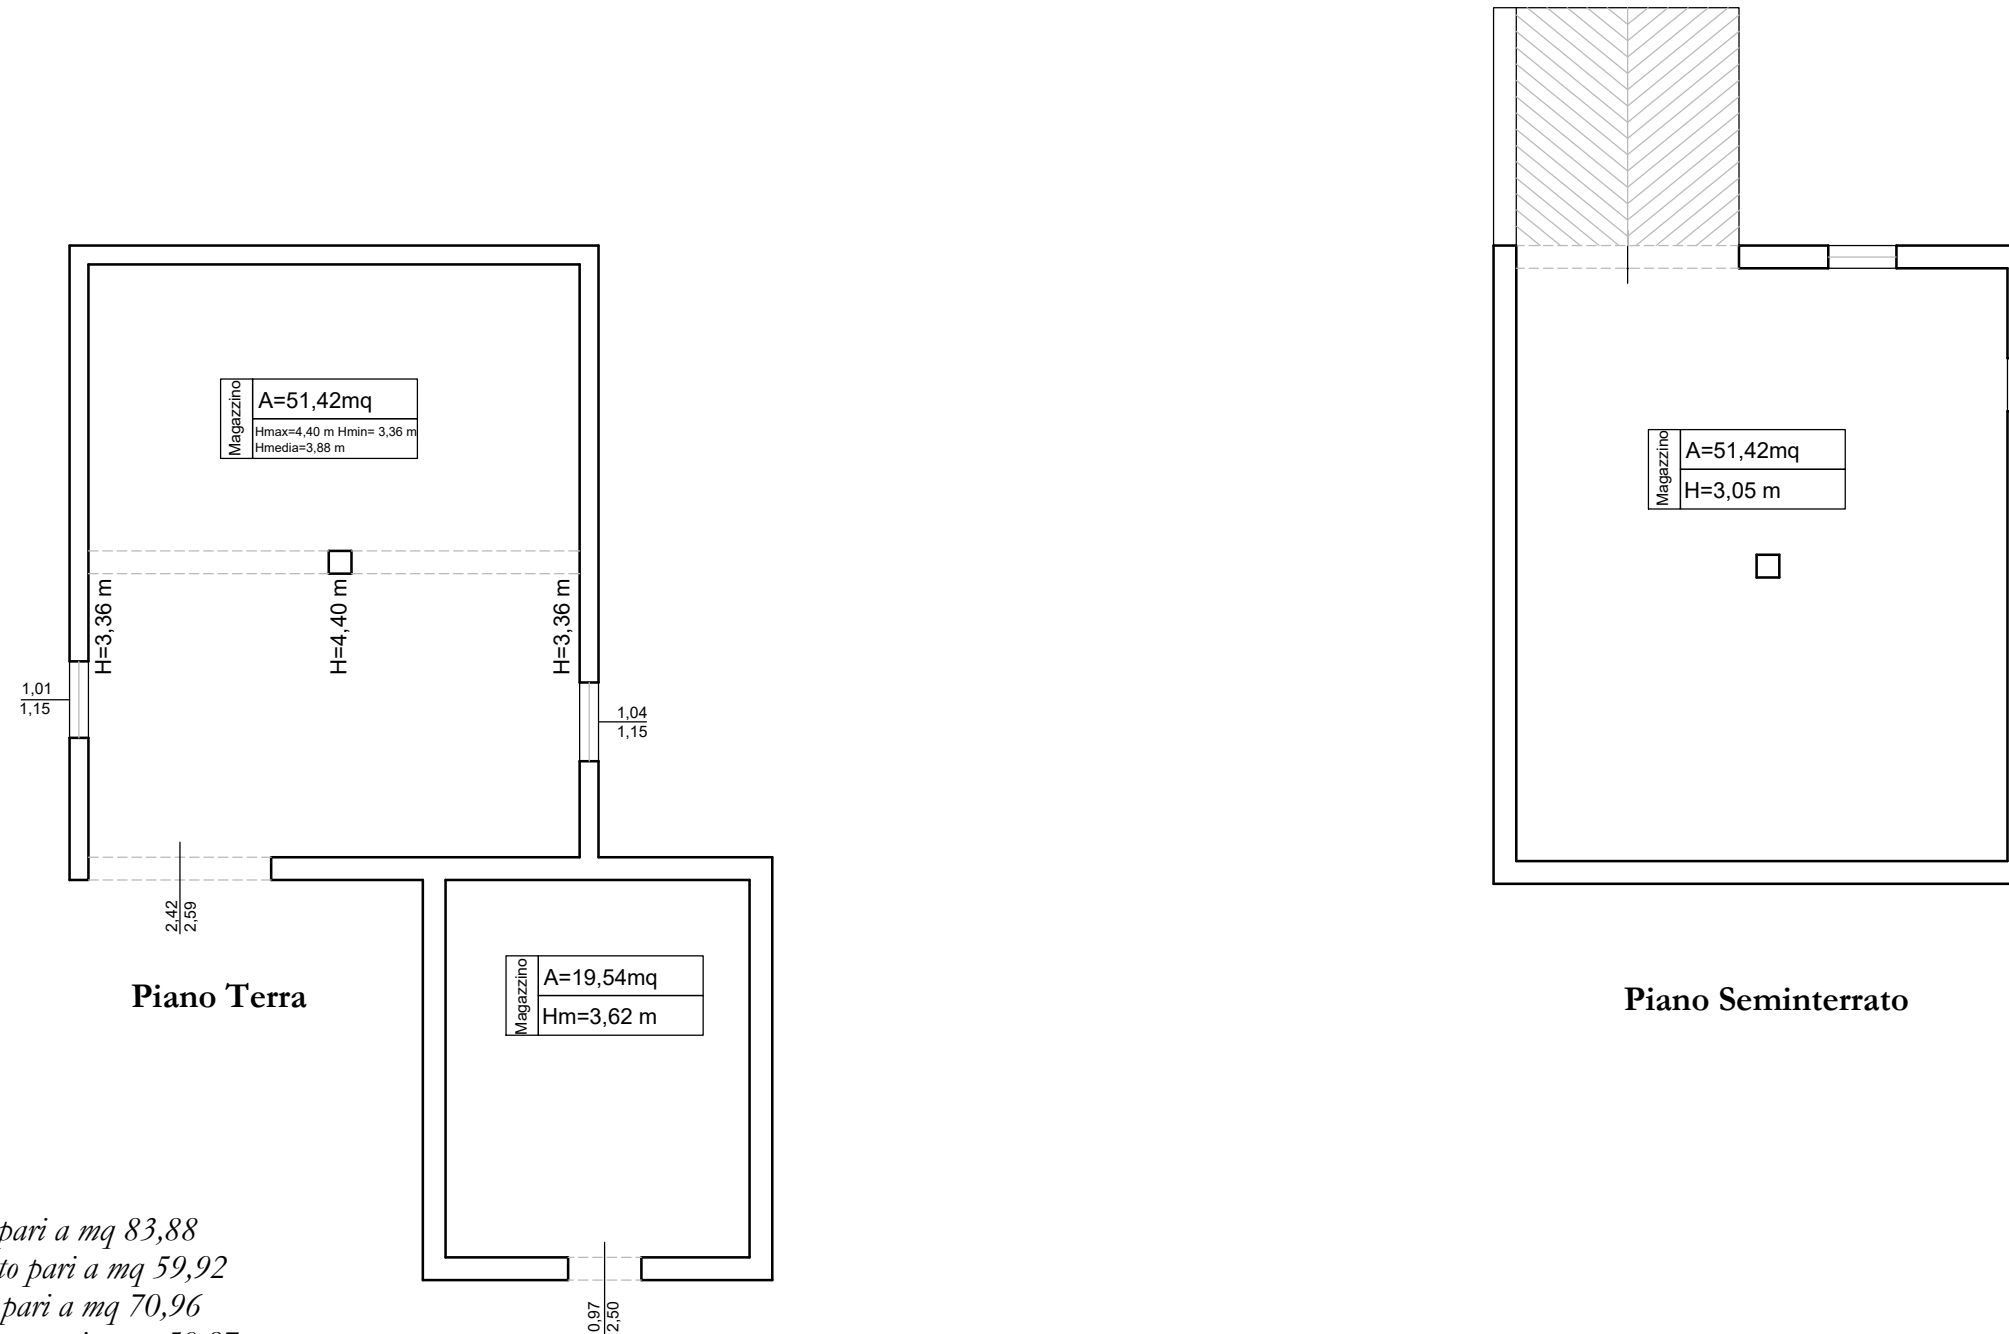 Magazzino
A=51,42mq
Hmax=4,40 m Hmin= 3,36 m
Hmedia=3,88 m
H=3,36 m
H=4,40 m
H=3,36 m
1,01
1,15
1,04
1,15
2,42
2,59
Piano Terra
Magazzino
A=19,54mq
Hm=3,62 m
0,97
2,50
Magazzino
A=51,42mq
H=3,05 m
Piano Seminterrato
pari a mq 83,88
to pari a mq 59,92
pari a mq 70,96